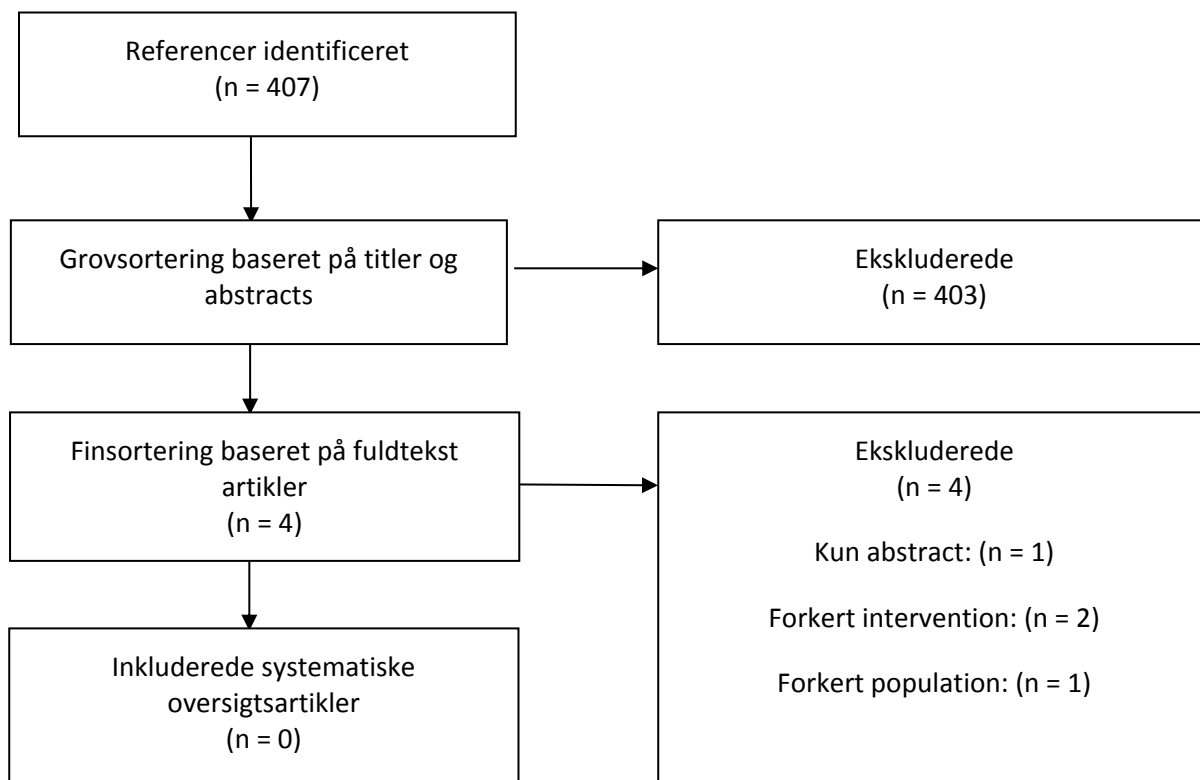 Referencer identificeret
(n = 407)
Grovsortering baseret på titler og
abstracts
Ekskluderede
(n = 403)
Finsortering baseret på fuldtekst
artikler
(n = 4)
Ekskluderede
(n = 4)
Kun abstract: (n = 1)
Forkert intervention: (n = 2)
Forkert population: (n = 1)
Inkluderede systematiske
oversigtsartikler
(n = 0)